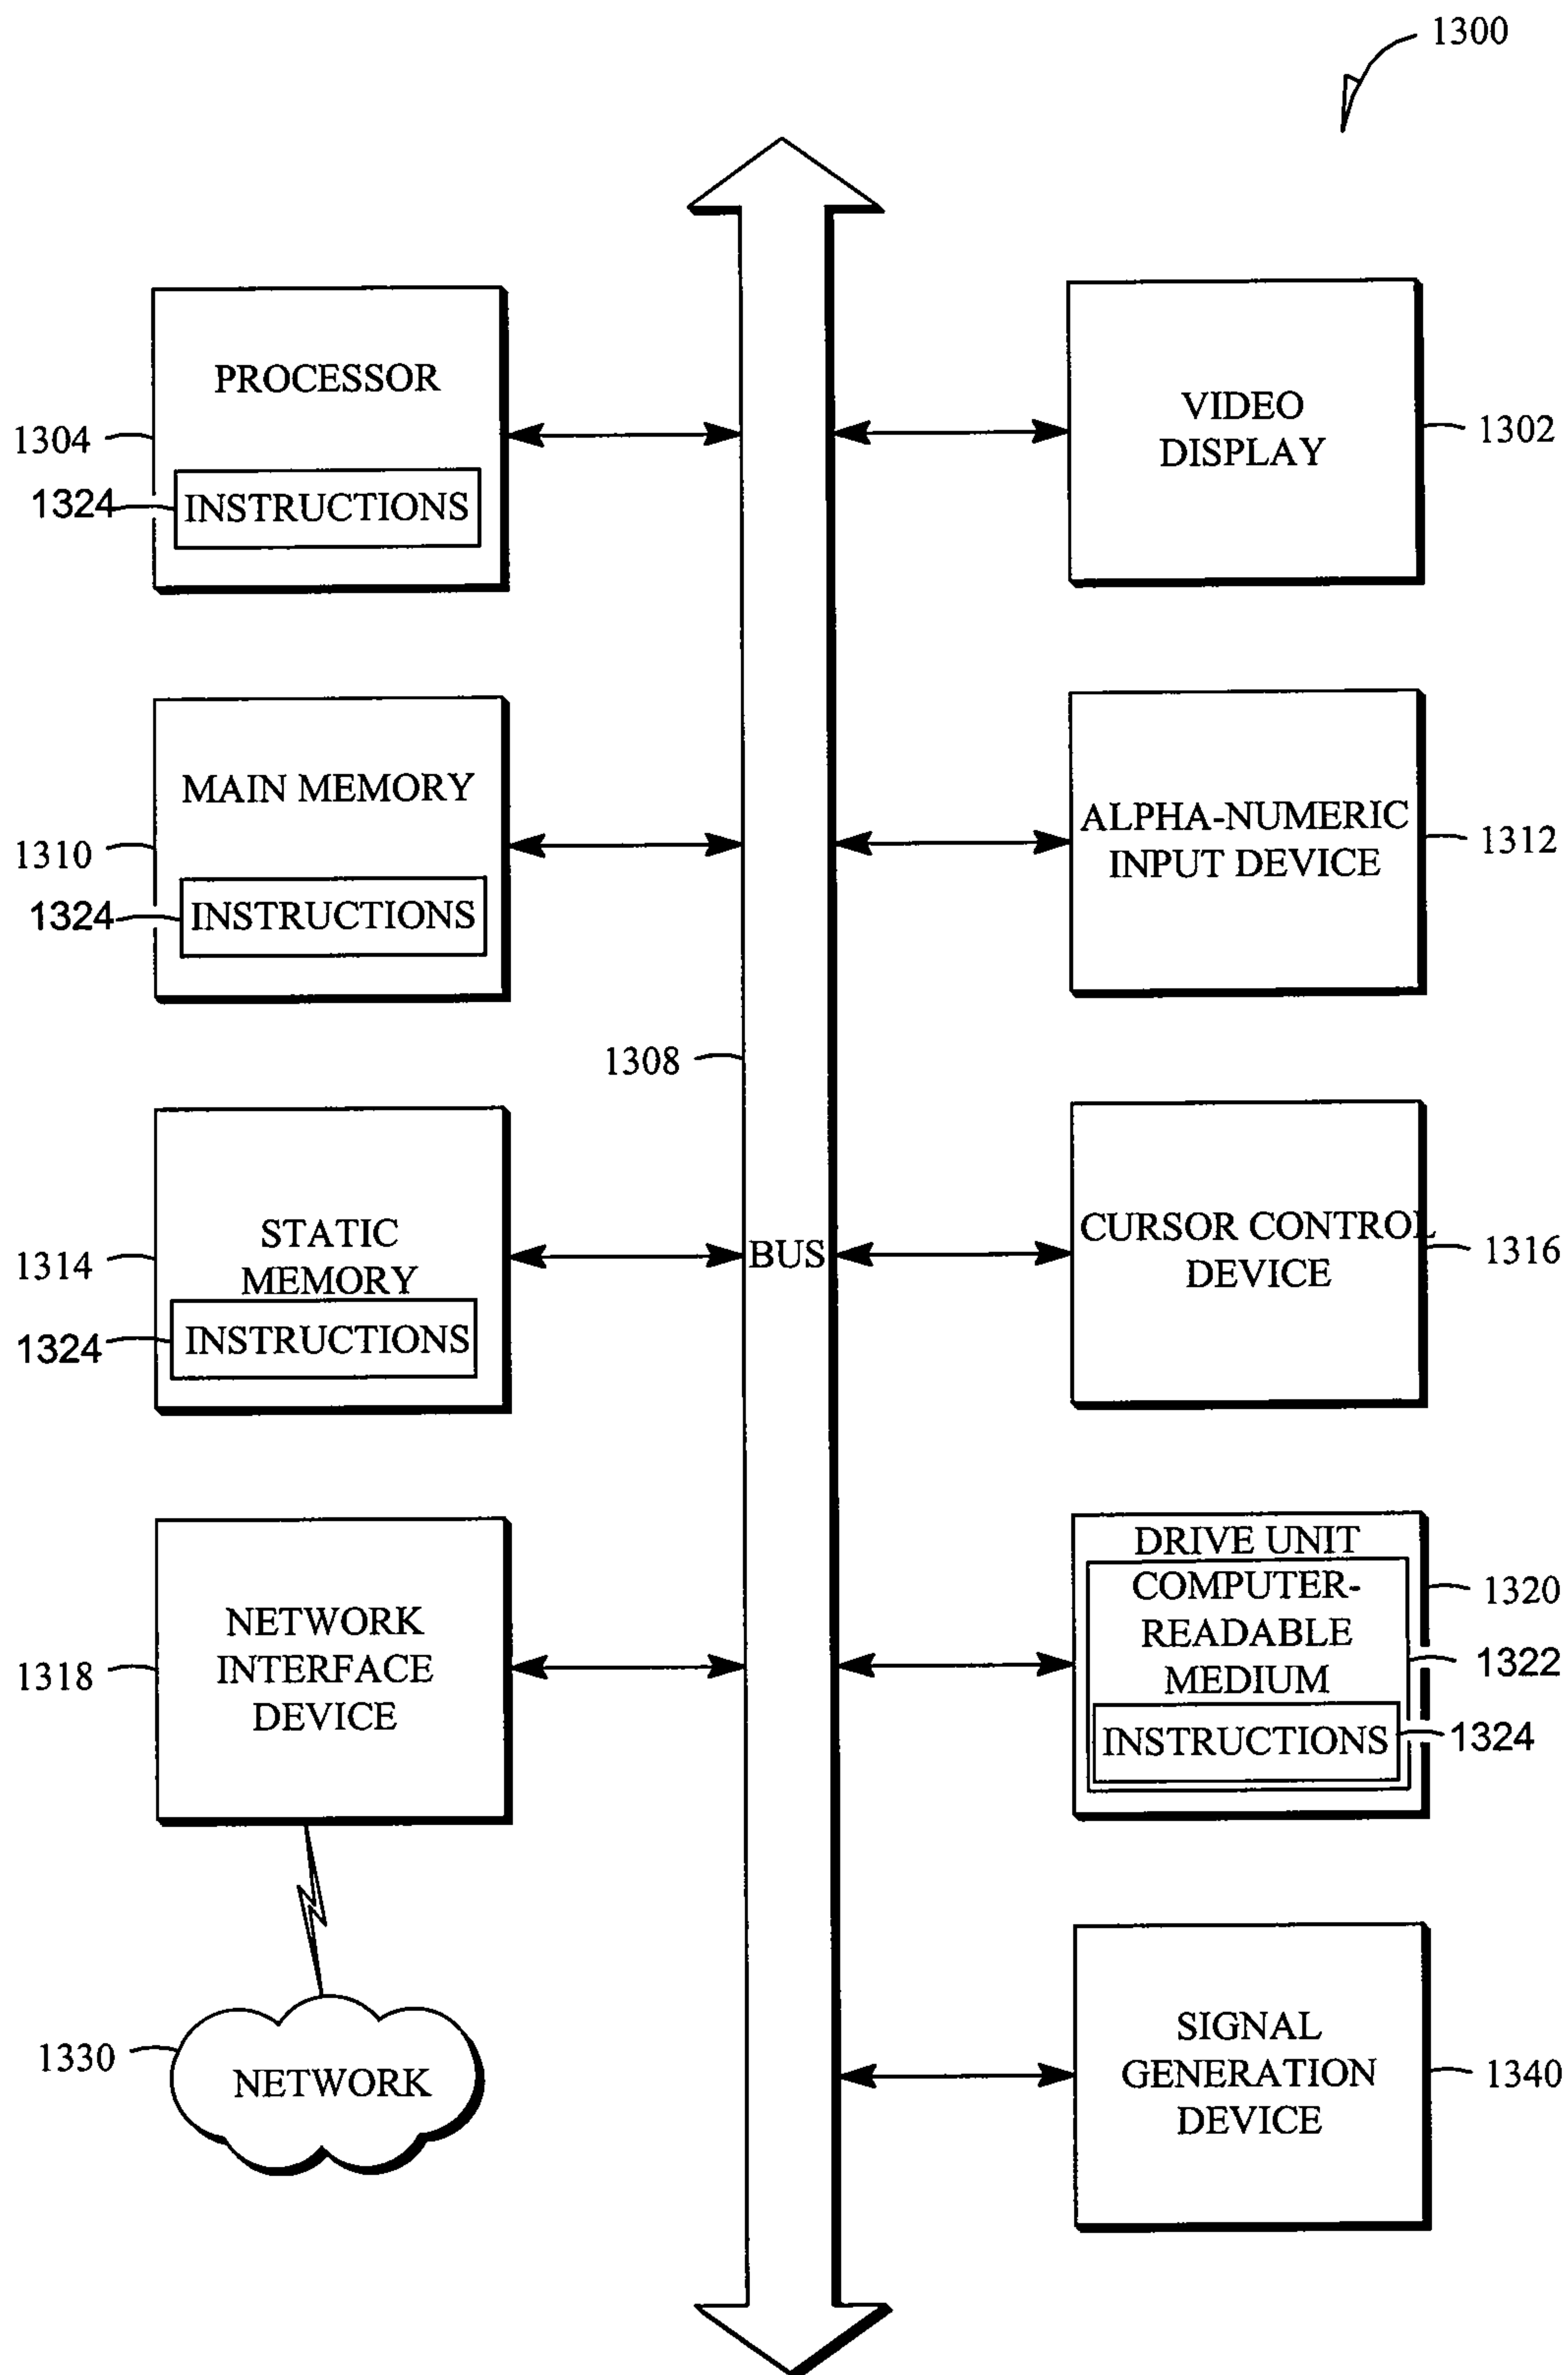 1300
PROCESSOR
1304
1324
INSTRUCTIONS
VIDEO
DISPLAY
1302
MAIN MEMORY
1310
1324
INSTRUCTIONS
ALPHA-NUMERIC
INPUT DEVICE
1312
1308
STATIC
MEMORY
1314
1324
INSTRUCTIONS
BUS
CURSOR CONTROL
DEVICE
1316
NETWORK
INTERFACE
DEVICE
1318
DRIVE UNIT
COMPUTER-
READABLE
MEDIUM
INSTRUCTIONS
1320
1322
1324
1330
NETWORK
SIGNAL
GENERATION
DEVICE
1340